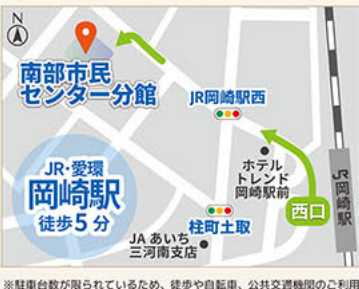 N
南部市民
センター分館
JR岡崎駅西
JR・愛環
岡崎駅
徒歩5分
ホテル
トレンド
岡崎駅前
西口
JR岡崎駅
柱町土取
JA あいち
三河南支店
※駐車台数が限られているため、徒歩や自転車、公共交通機関のご利用